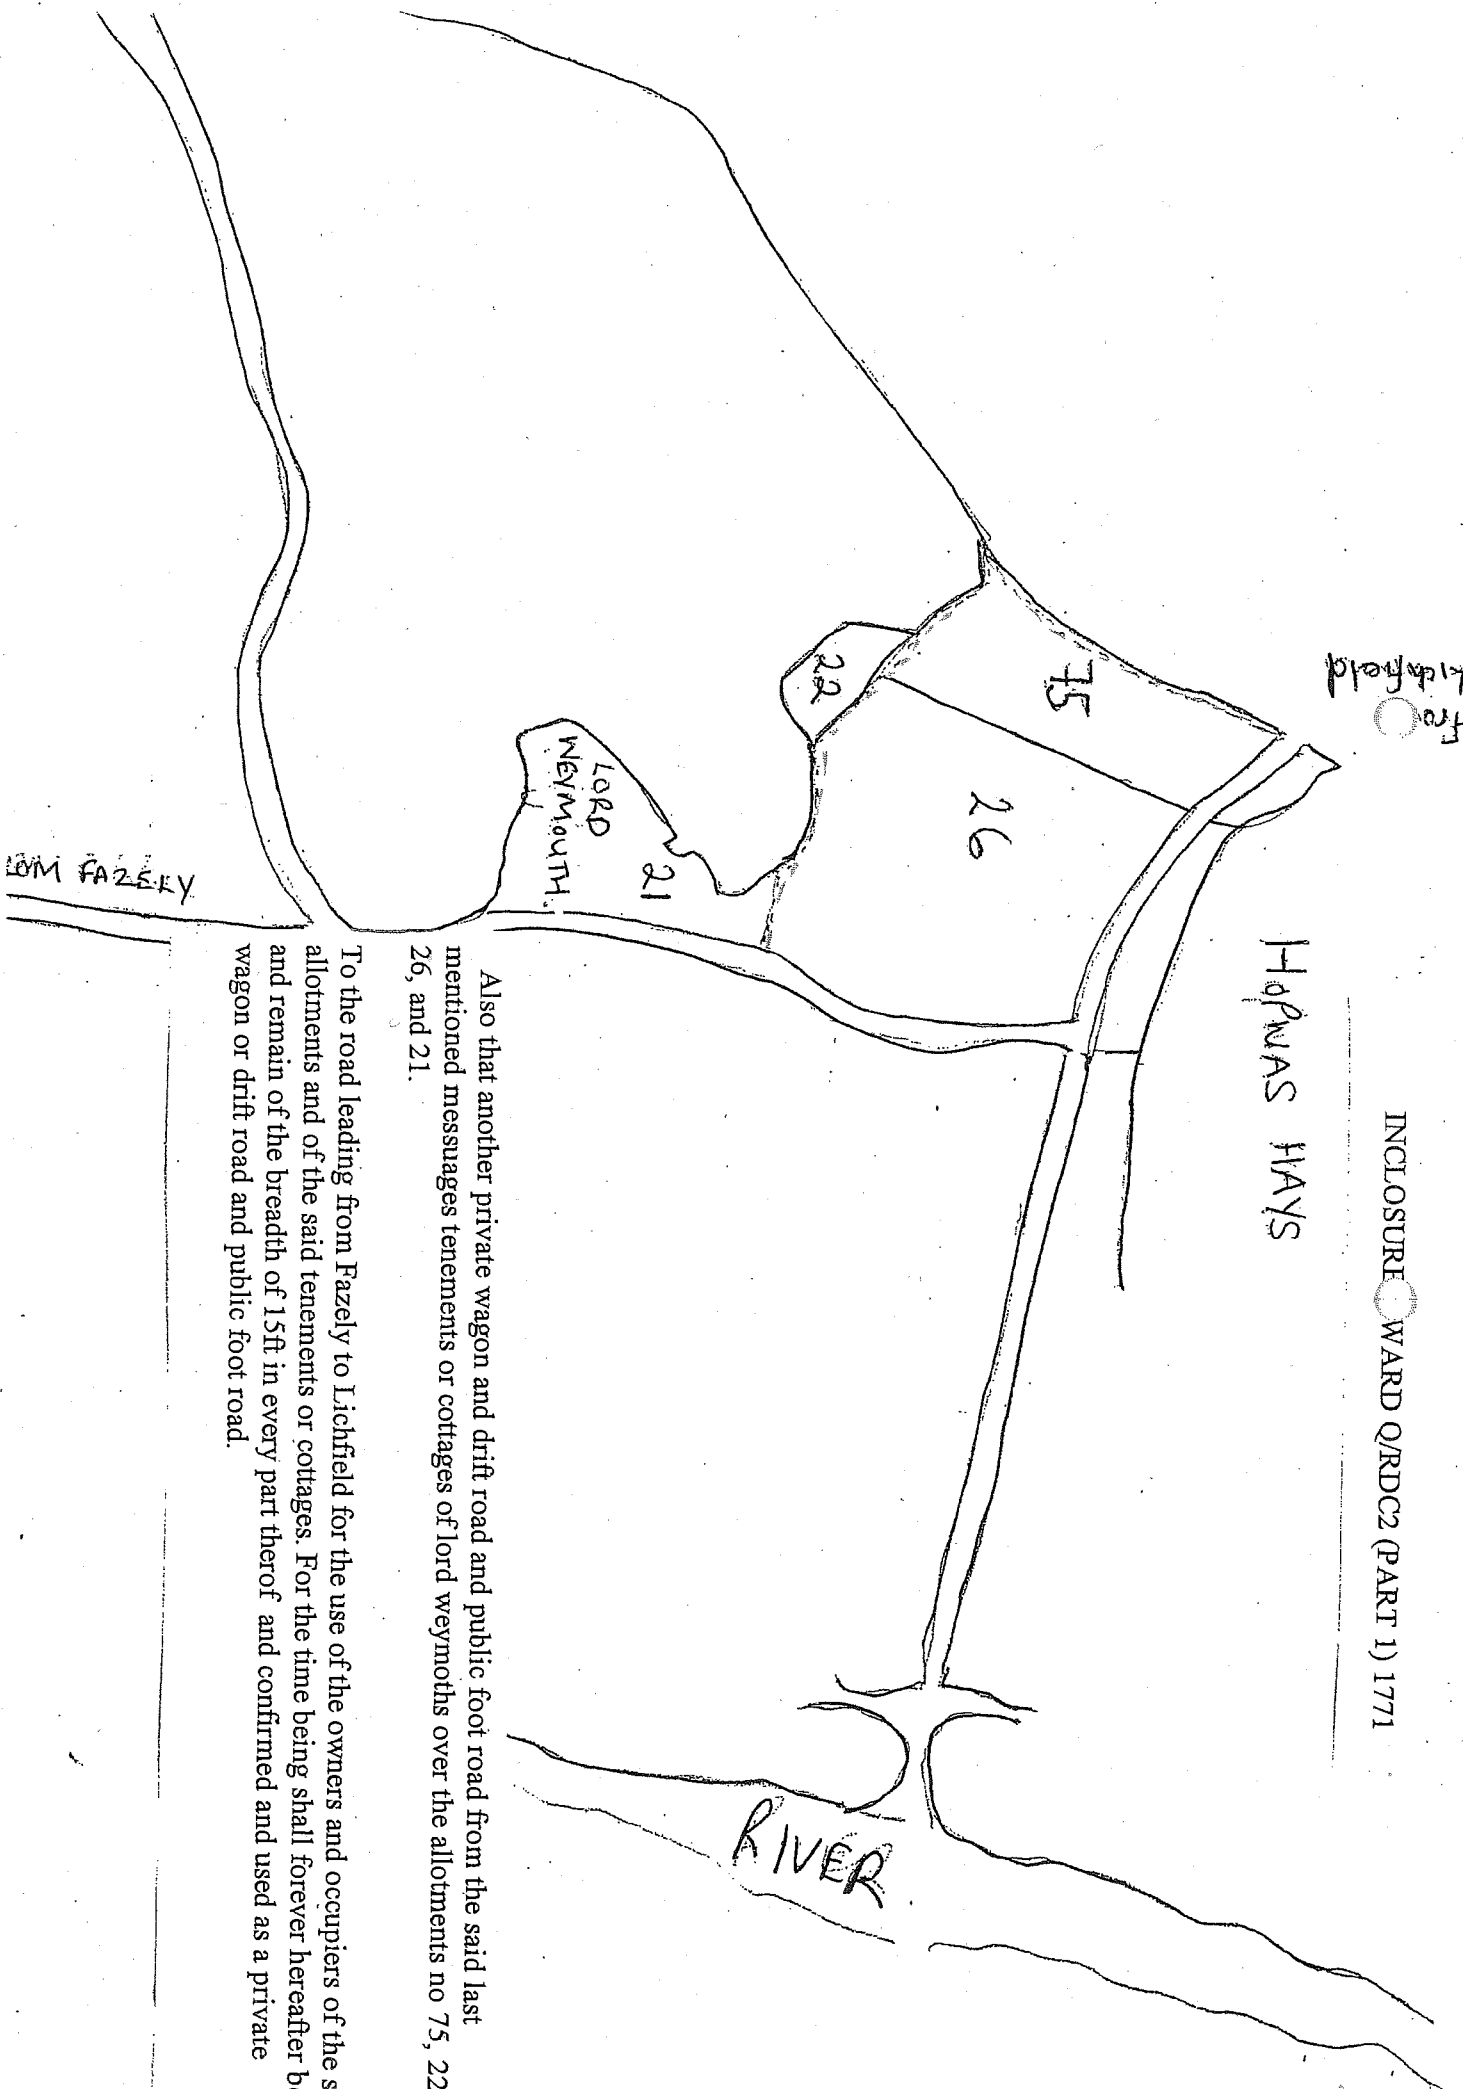 INCLOSURE WARD Q/RDC2 (PART 1) 1771
HOPWAS HAYS
75
26
22
21
LORD
WEYMOUTH.
RIVER
FAZELY
Also that another private wagon and drift road and public foot road from the said last
mentioned messuages tenements or cottages of lord weymoths over the allotments no 75, 22
26, and 21.
To the road leading from Fazely to Lichfield for the use of the owners and occupiers of the s
allotments and of the said tenements or cottages. For the time being shall forever hereafter be
and remain of the breadth of 15ft in every part therof and confirmed and used as a private
wagon or drift road and public foot road.